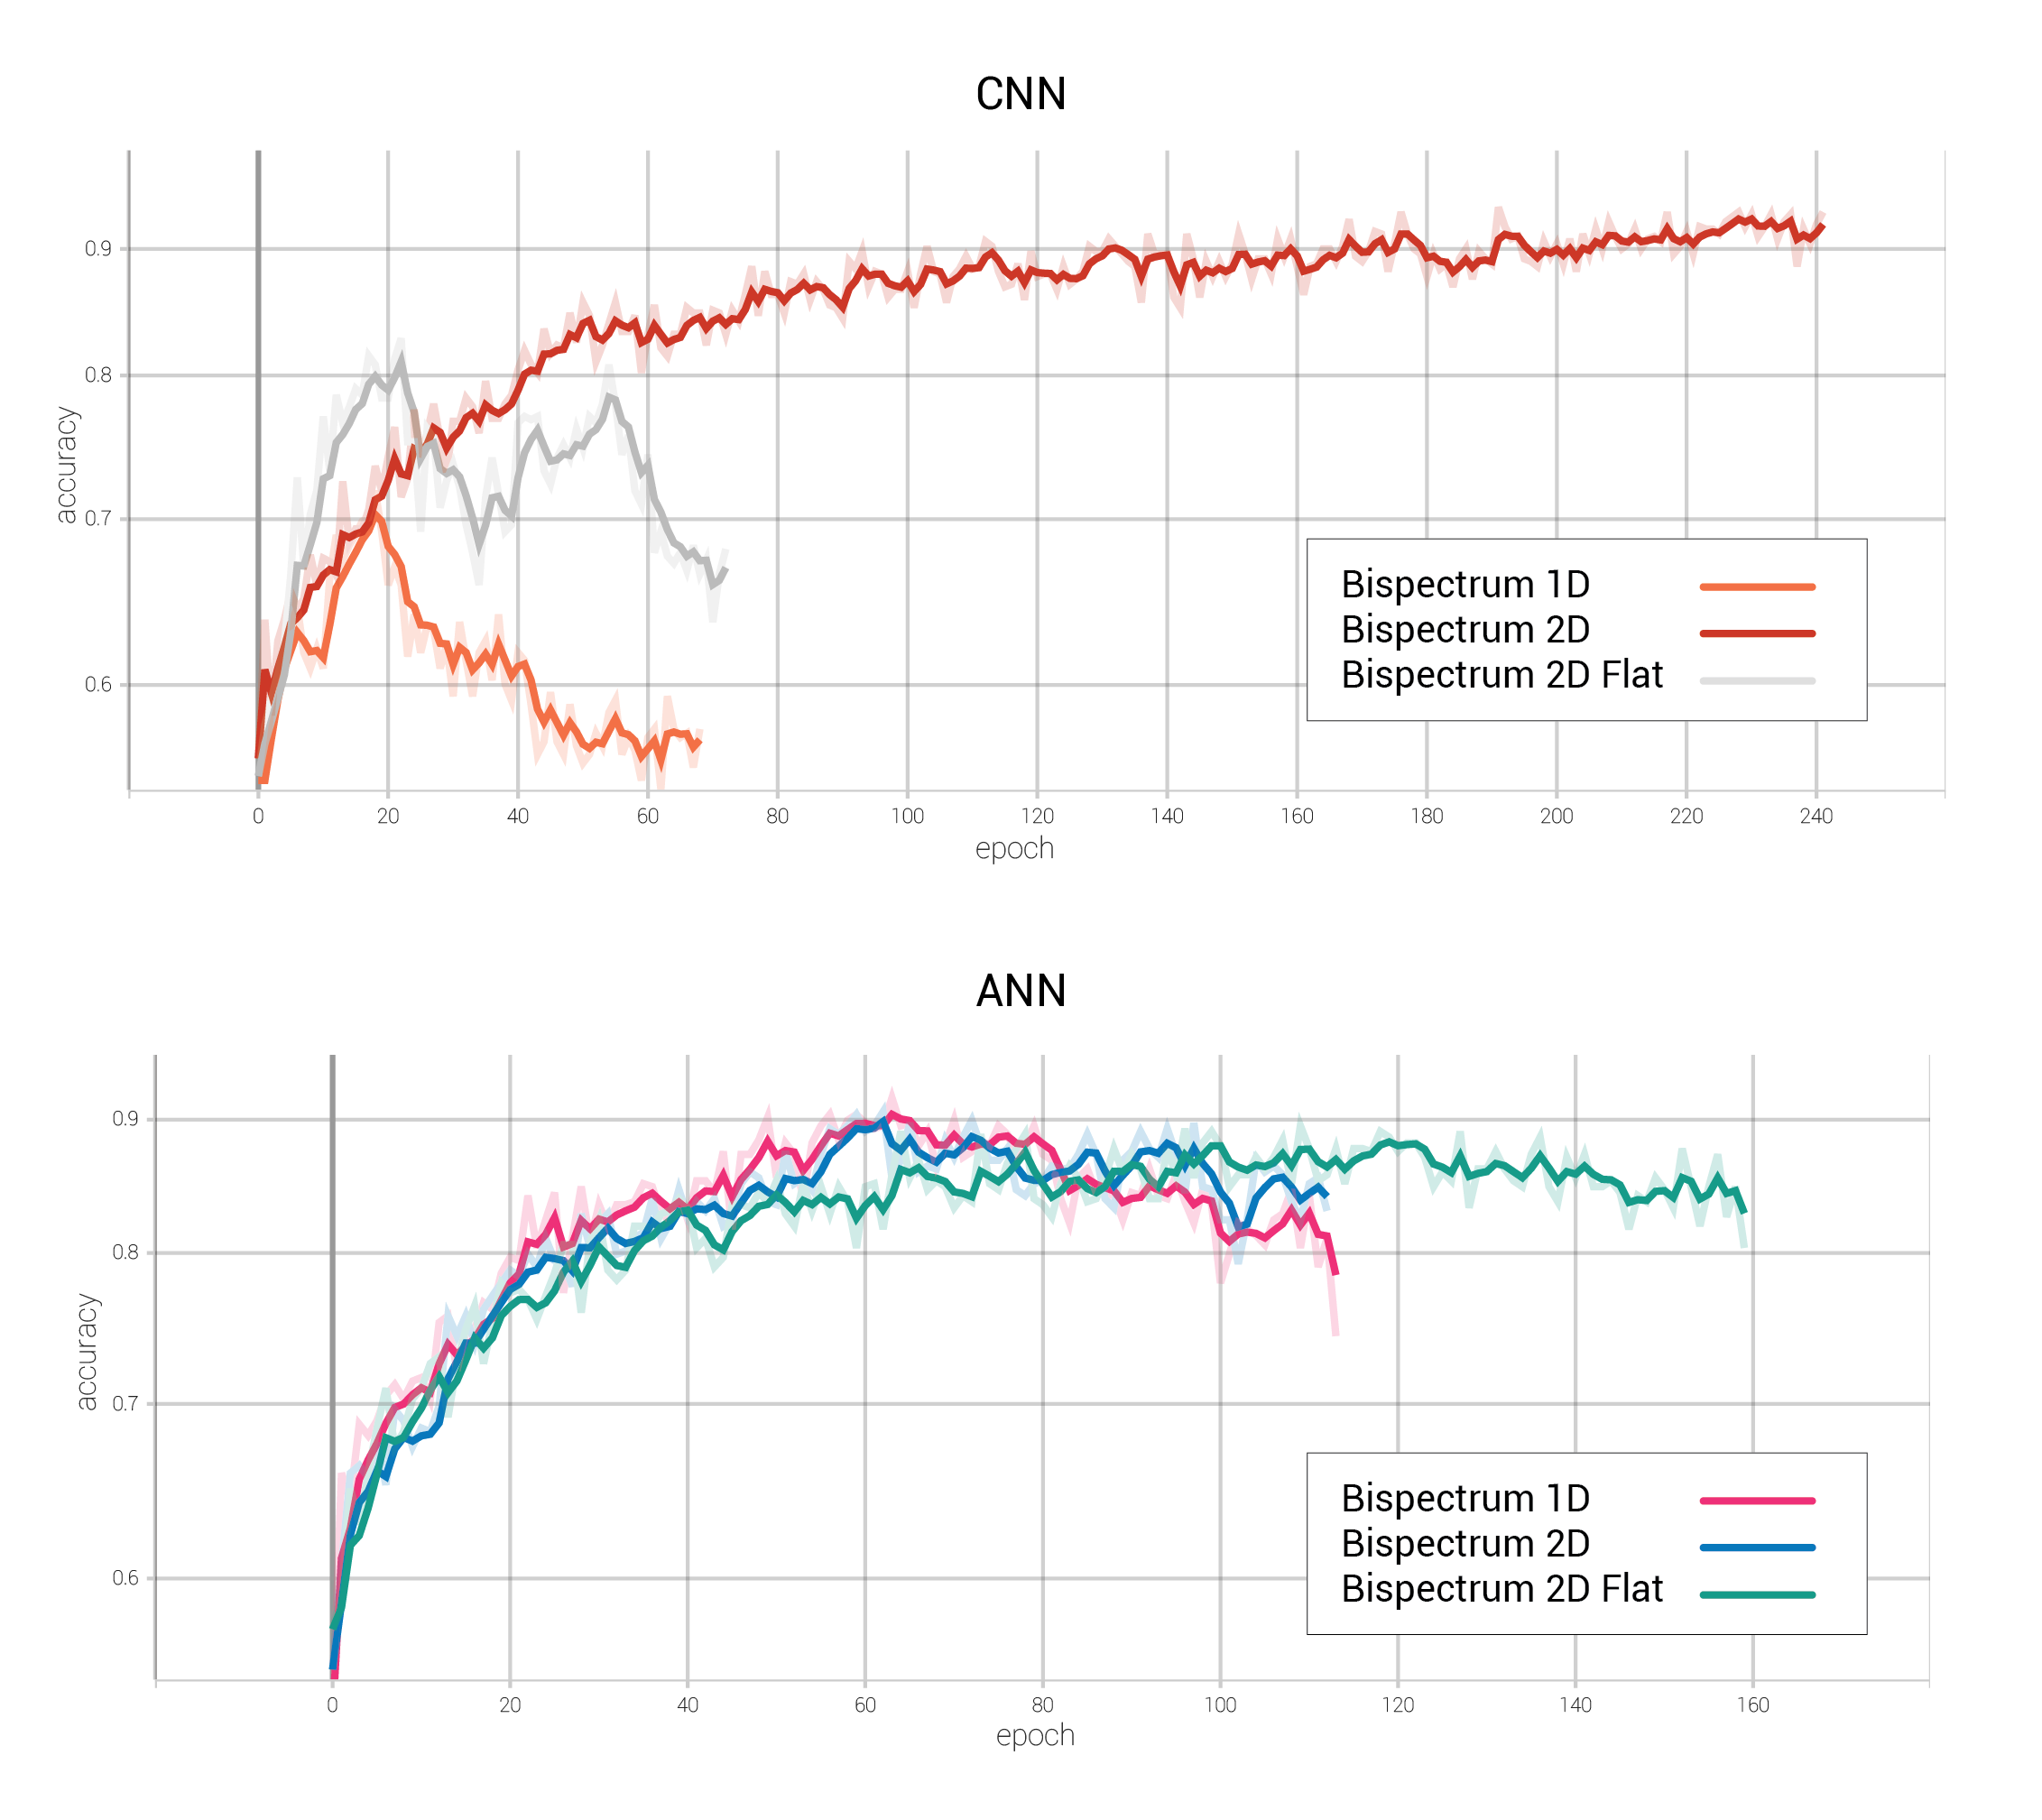 CNN
0.9
0.8
0.7
0.6
accuracy
Bispectrum 1D
Bispectrum 2D
Bispectrum 2D Flat
0 20 40 60 80 100 120 140 160 180 200 220 240
epoch
ANN
0.9
0.8
0.7
0.6
accuracy
Bispectrum 1D
Bispectrum 2D
Bispectrum 2D Flat
0 20 40 60 80 100 120 140 160
epoch